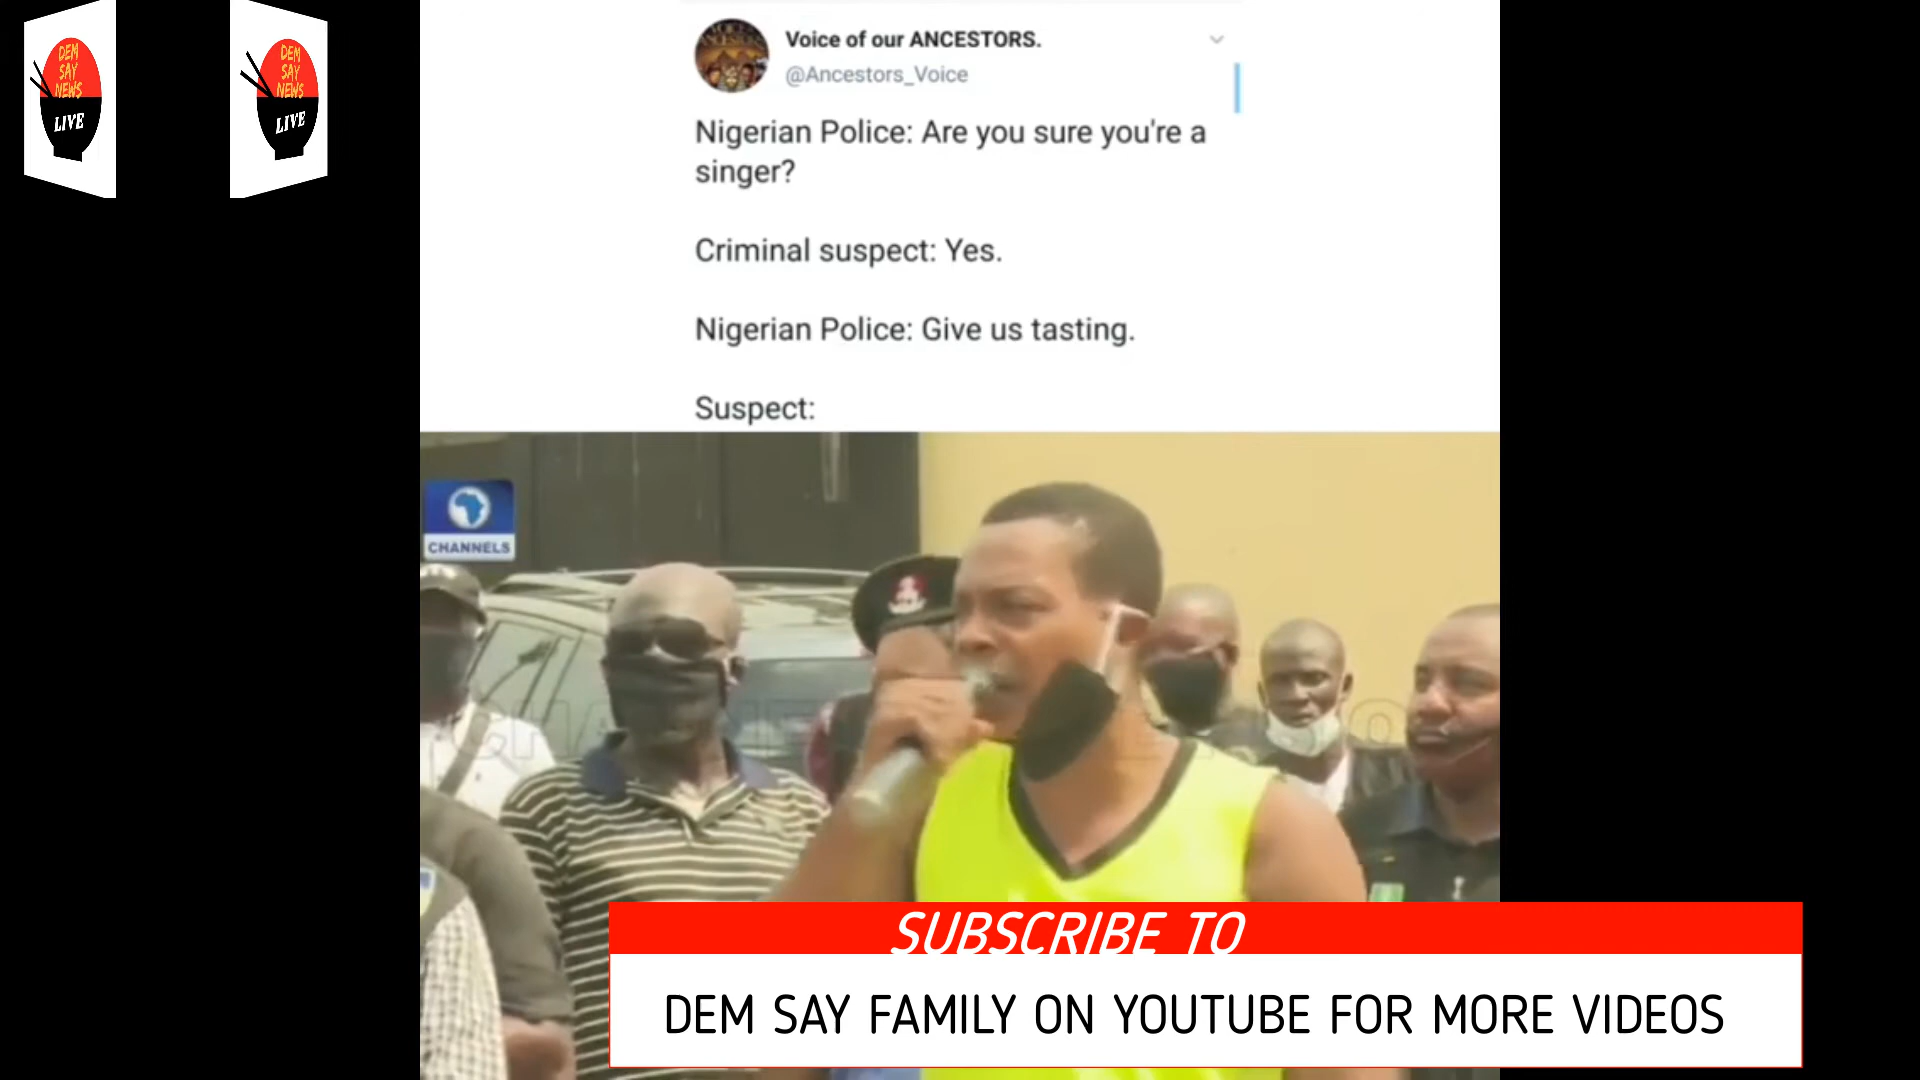 DEM
SAY
NEWS
LIVE
DEM
SAY
NEWS
LIVE
Voice of our ANCESTORS.
@Ancestors_Voice
Nigerian Police: Are you sure you're a
singer?
Criminal suspect: Yes.
Nigerian Police: Give us tasting.
Suspect:
CHANNELS
SUBSCRIBE TO
DEM SAY FAMILY ON YOUTUBE FOR MORE VIDEOS